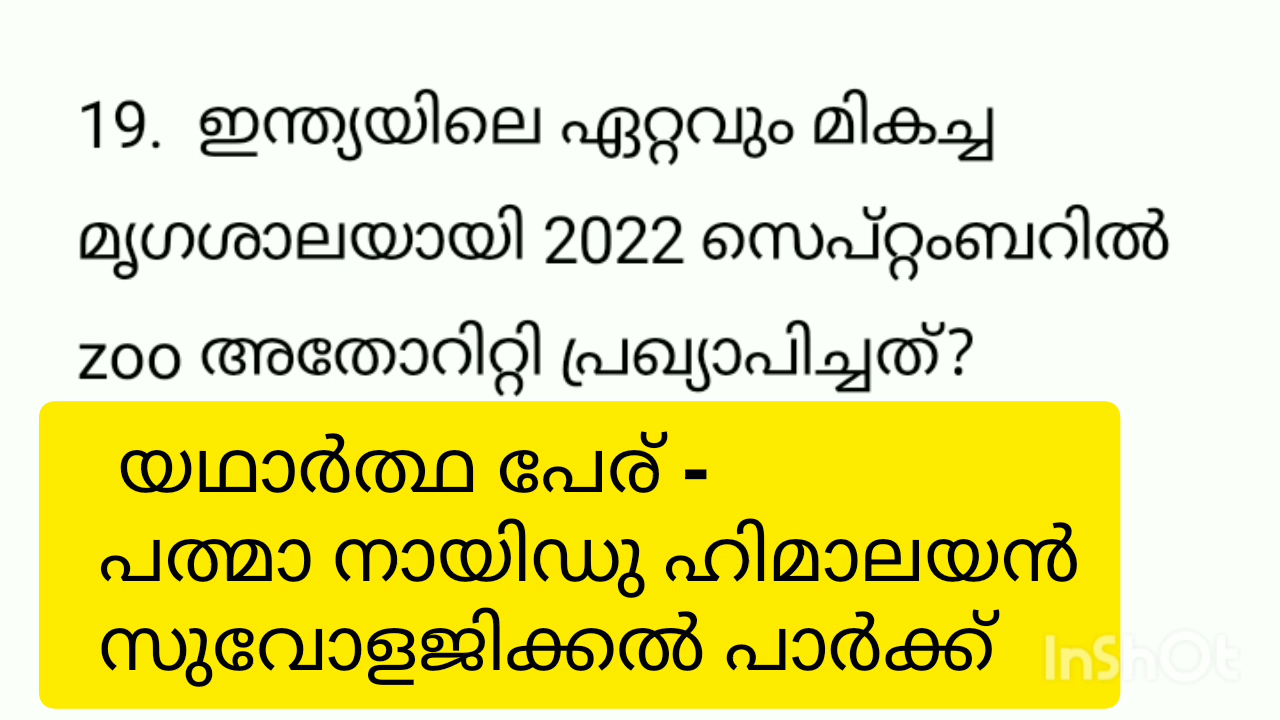 19. ഇന്ത്യയിലെ ഏറ്റവും മികച്ച
മൃഗശാലയായി 2022 സെപ്റ്റംബറിൽ
zoo അതോറിറ്റി പ്രഖ്യാപിച്ചത്?
യഥാർത്ഥ പേര് -
പത്മാ നായിഡു ഹിമാലയൻ
സുവോളജിക്കൽ പാർക്ക്
InShOt